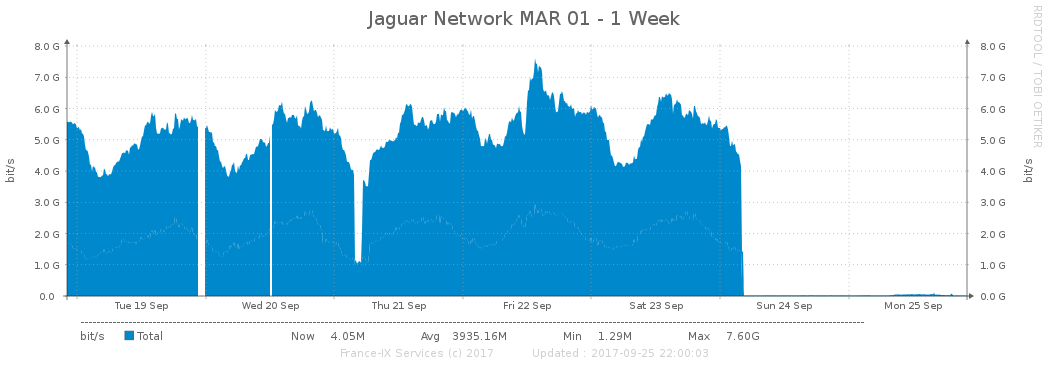 Jaguar Network MAR 01 - 1 Week
RRDTOOL / TOBI OETIKER
8.0 G 8.0 G
7.0 G 7.0 G
6.0 G 6.0 G
5.0 G 5.0 G
4.0 G 4.0 G
3.0 G 3.0 G
2.0 G 2.0 G
1.0 G 1.0 G
0.0 0.0 G
bit/s bit/s
Tue 19 Sep Wed 20 Sep Thu 21 Sep Fri 22 Sep Sat 23 Sep Sun 24 Sep Mon 25 Sep
bit/s Total Now 4.05M Avg 3935.16M Min 1.29M Max 7.60G
France-IX Services (c) 2017 Updated : 2017-09-25 22:00:03